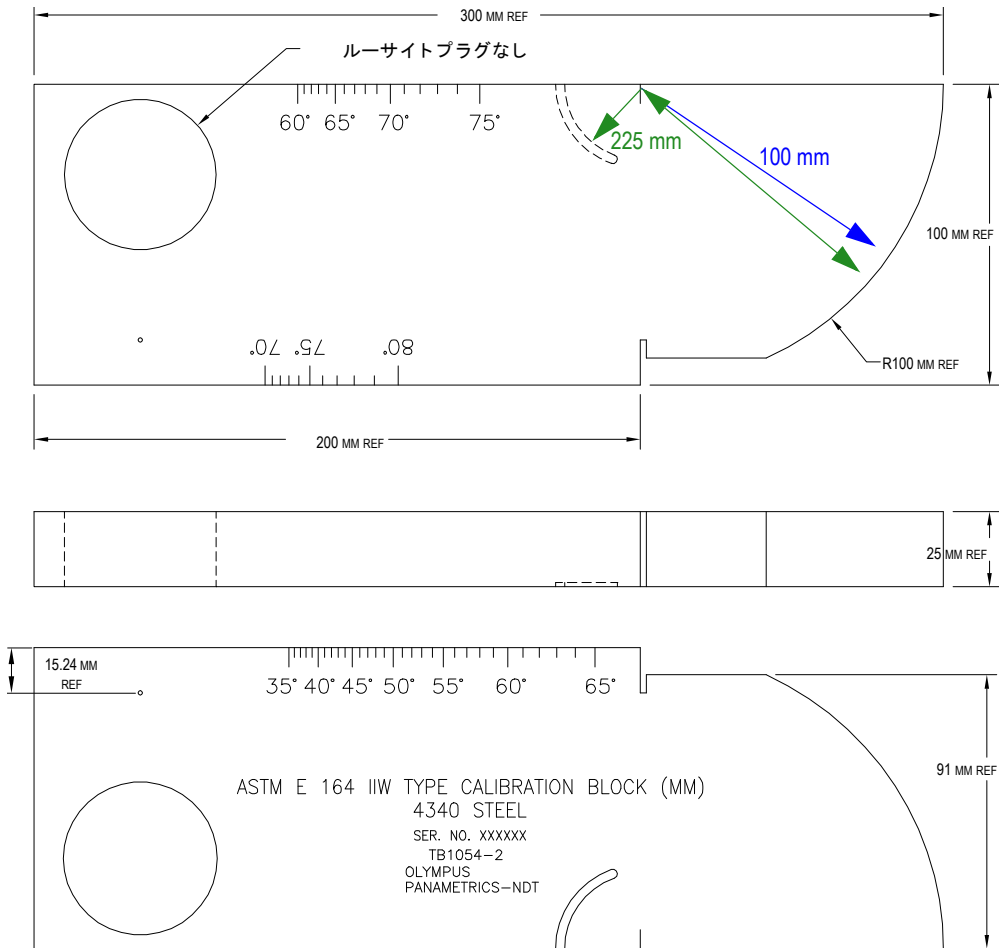 300 MM REF
ルーサイトプラグなし
60° 65° 70° 75°
225 mm
100 mm
100 MM REF
70° 75° 80°
R100 MM REF
200 MM REF
25 MM REF
15.24 MM
REF
35° 40° 45° 50° 55° 60° 65°
91 MM REF
ASTM E 164 IIW TYPE CALIBRATION BLOCK (MM)
4340 STEEL
SER. NO. XXXXXX
TB1054-2
OLYMPUS
PANAMETRICS-NDT